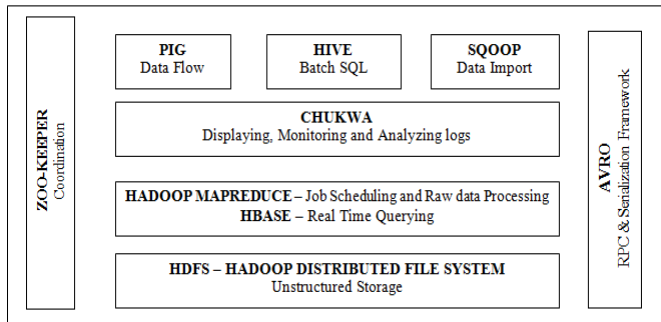 ZOO-KEEPER
Coordination
PIG
Data Flow
HIVE
Batch SQL
SQOOP
Data Import
CHUKWA
Displaying, Monitoring and Analyzing logs
HADOOP MAPREDUCE – Job Scheduling and Raw data Processing
HBASE – Real Time Querying
HDFS – HADOOP DISTRIBUTED FILE SYSTEM
Unstructured Storage
AVRO
RPC & Serialization Framework